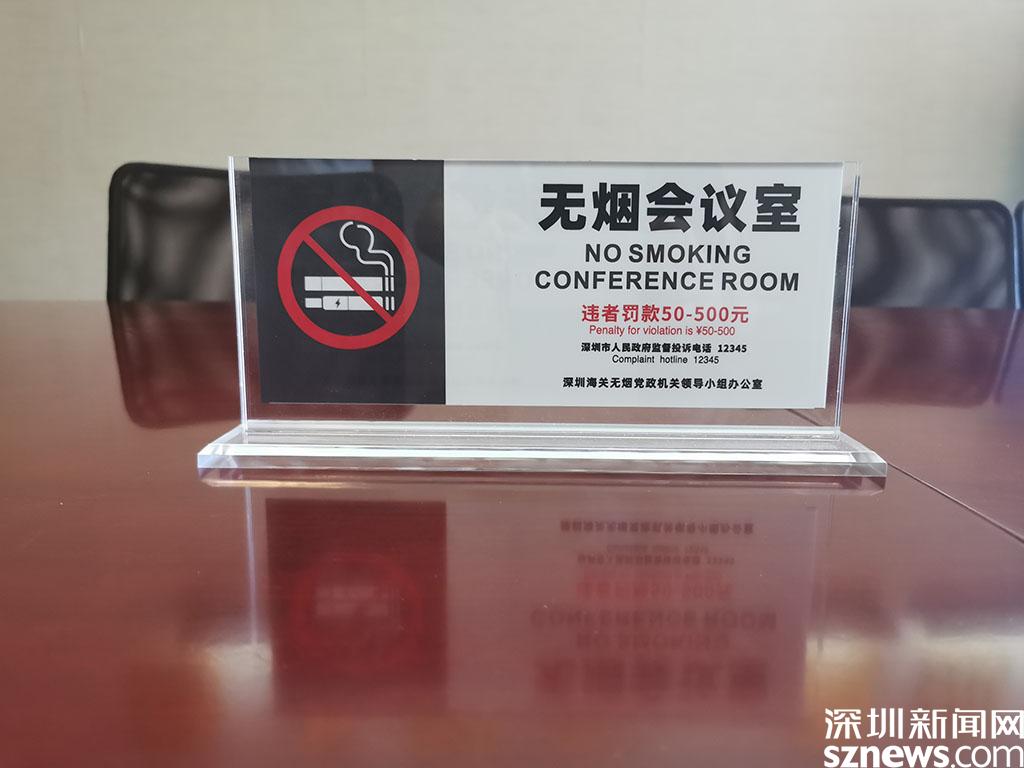 无烟会议室
NO SMOKING
CONFERENCE ROOM
违者罚款50-500元
Penalty for violation is ¥50-500
深圳市人民政府监督投诉电话 12345
Complaint hotline 12345
深圳海关无烟党政机关领导小组办公室
深圳新闻网
sznews.com